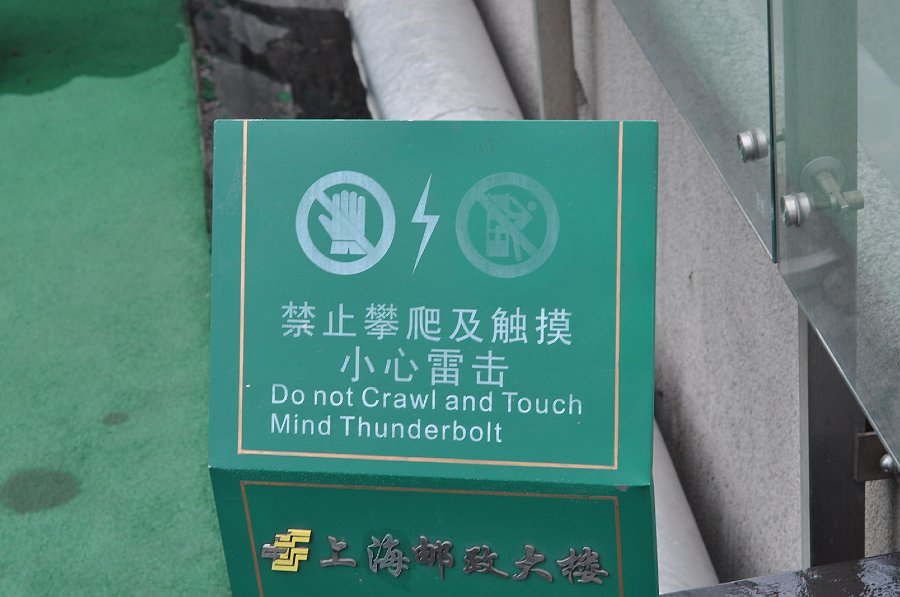 禁止攀爬及触摸
小心雷击
Do not Crawl and Touch
Mind Thunderbolt
上海邮政大楼